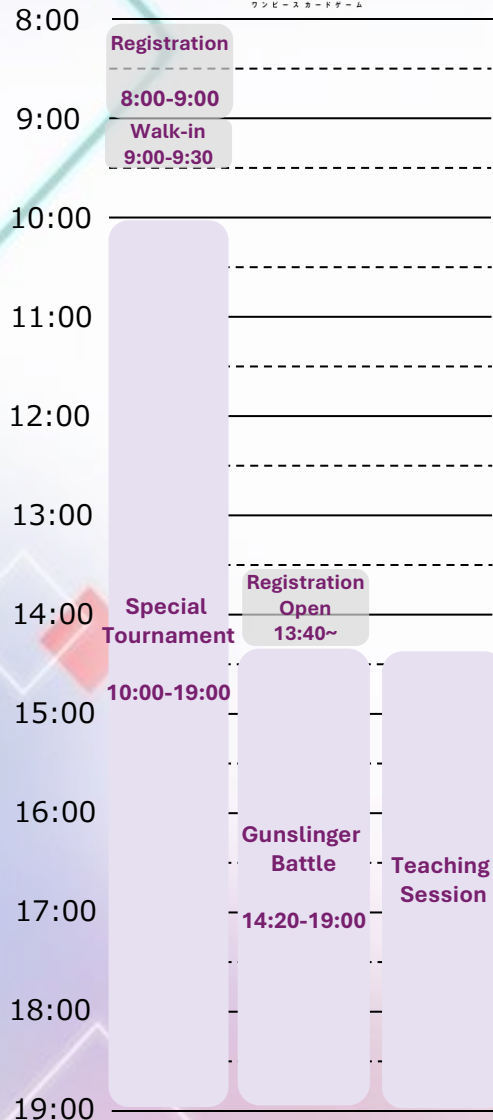 ワンピースカードゲーム
8:00
Registration
8:00-9:00
9:00
Walk-in
9:00-9:30
10:00
11:00
12:00
13:00
Registration
Open
13:40~
14:00
Special
Tournament
10:00-19:00
15:00
16:00
Gunslinger
Battle
14:20-19:00
Teaching
Session
17:00
18:00
19:00